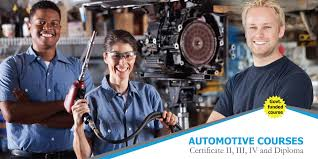 Govt.
funded
course
AUTOMOTIVE COURSES
Certificate II, III, IV and Diploma